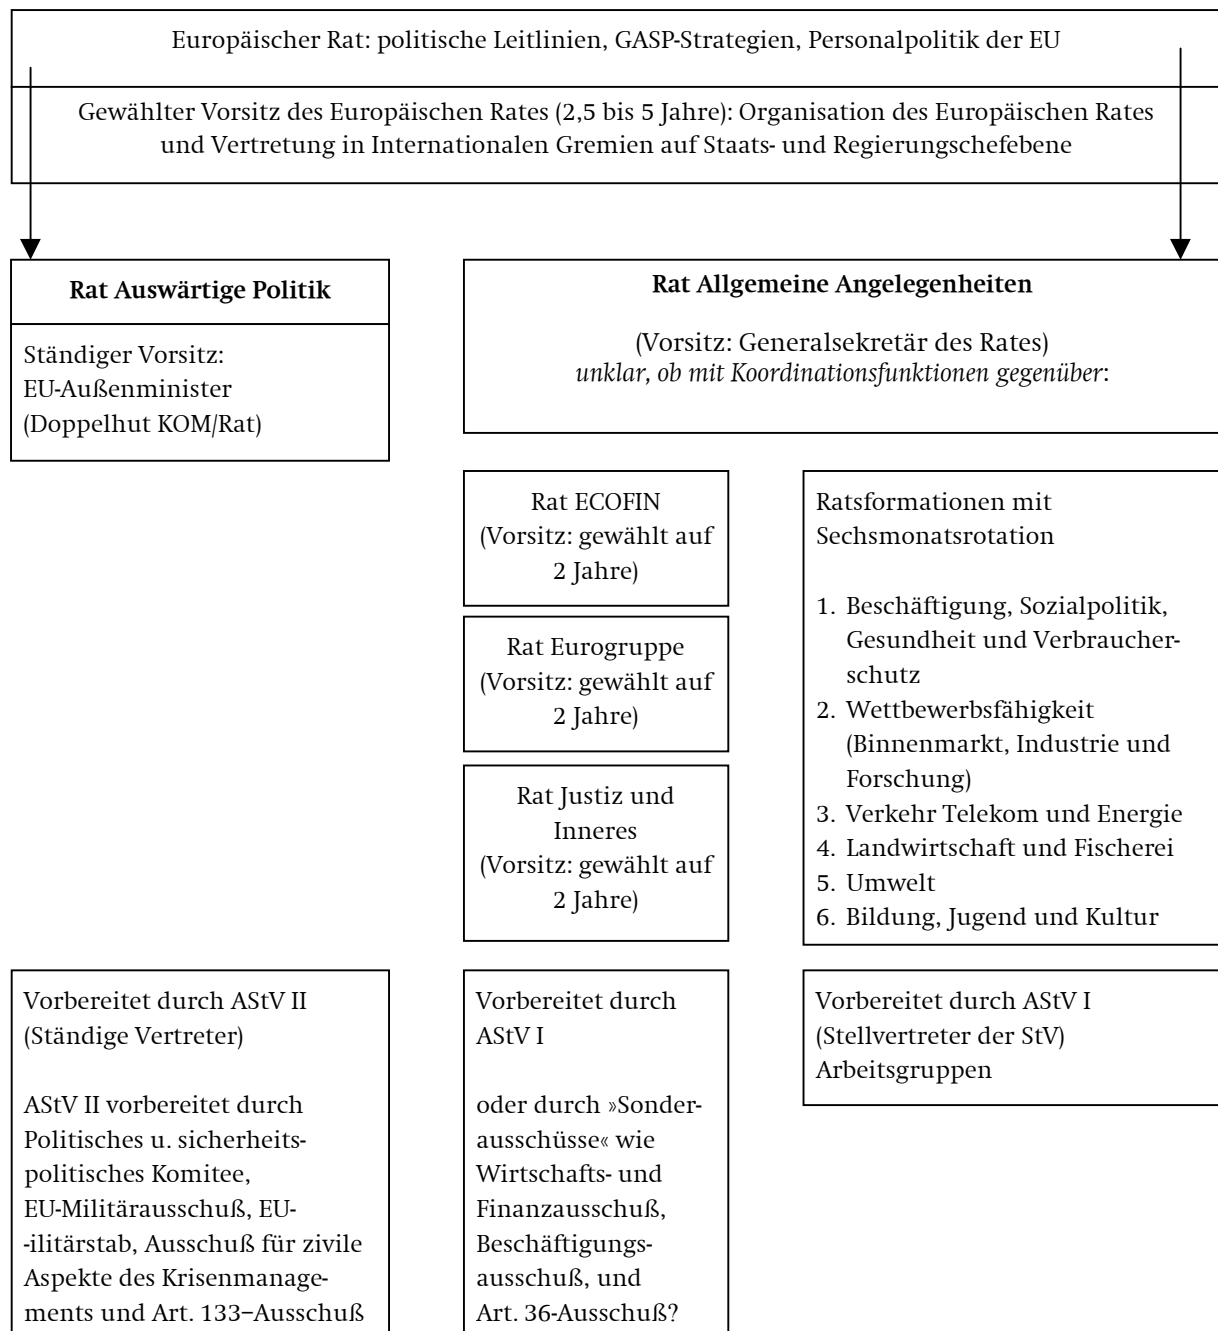 Europäischer Rat: politische Leitlinien, GASP-Strategien, Personalpolitik der EU
Gewählter Vorsitz des Europäischen Rates (2,5 bis 5 Jahre): Organisation des Europäischen Rates
und Vertretung in Internationalen Gremien auf Staats- und Regierungschefebene
Rat Auswärtige Politik
Ständiger Vorsitz:
EU-Außenminister
(Doppelhut KOM/Rat)
Rat Allgemeine Angelegenheiten
(Vorsitz: Generalsekretär des Rates)
unklar, ob mit Koordinationsfunktionen gegenüber:
Rat ECOFIN
(Vorsitz: gewählt auf
2 Jahre)
Rat Eurogruppe
(Vorsitz: gewählt auf
2 Jahre)
Rat Justiz und
Inneres
(Vorsitz: gewählt auf
2 Jahre)
Ratsformationen mit
Sechsmonatsrotation
1. Beschäftigung, Sozialpolitik,
Gesundheit und Verbraucher-
schutz
2. Wettbewerbsfähigkeit
(Binnenmarkt, Industrie und
Forschung)
3. Verkehr Telekom und Energie
4. Landwirtschaft und Fischerei
5. Umwelt
6. Bildung, Jugend und Kultur
Vorbereitet durch AStV II
(Ständige Vertreter)
AStV II vorbereitet durch
Politisches u. sicherheits-
politisches Komitee,
EU-Militärausschuß, EU-
-ilitärstab, Ausschuß für zivile
Aspekte des Krisenmanage-
ments und Art. 133–Ausschuß
Vorbereitet durch
AStV I
oder durch »Sonder-
ausschüsse« wie
Wirtschafts- und
Finanzausschuß,
Beschäftigungs-
ausschuß, und
Art. 36-Ausschuß?
Vorbereitet durch AStV I
(Stellvertreter der StV)
Arbeitsgruppen